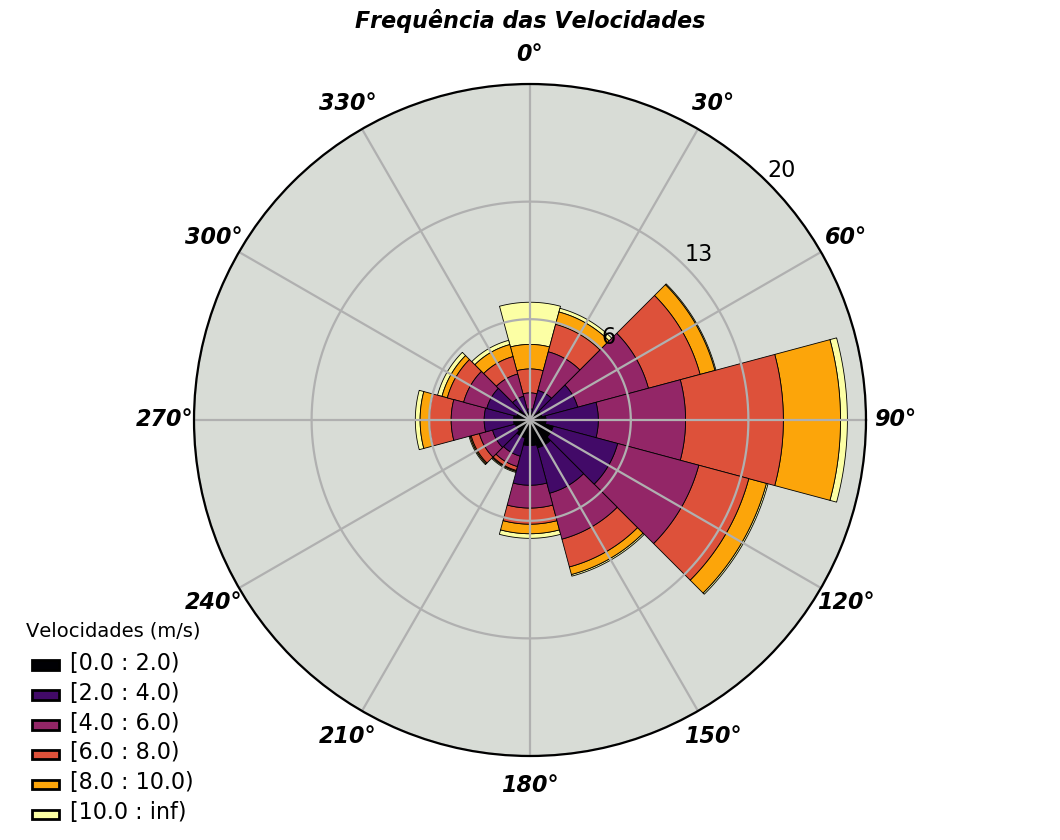 Frequência das Velocidades
0°
330°
30°
20
300°
60°
13
6
270°
90°
240°
120°
210°
150°
180°
Velocidades (m/s)
[0.0 : 2.0)
[2.0 : 4.0)
[4.0 : 6.0)
[6.0 : 8.0)
[8.0 : 10.0)
[10.0 : inf)